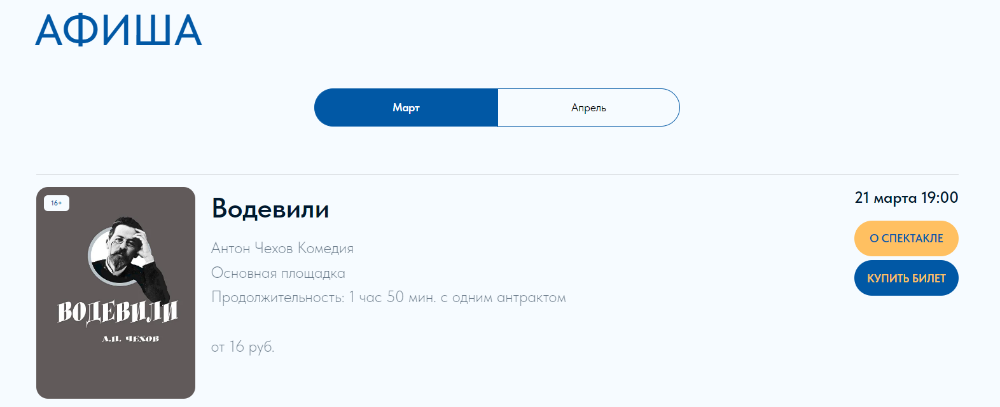 АФИША
Март
Апрель
16+
ВОДЕВИЛИ
А.П. ЧЕХОВ
Водевили
Антон Чехов Комедия
Основная площадка
Продолжительность: 1 час 50 мин. с одним антрактом
от 16 руб.
21 марта 19:00
О СПЕКТАКЛЕ
КУПИТЬ БИЛЕТ